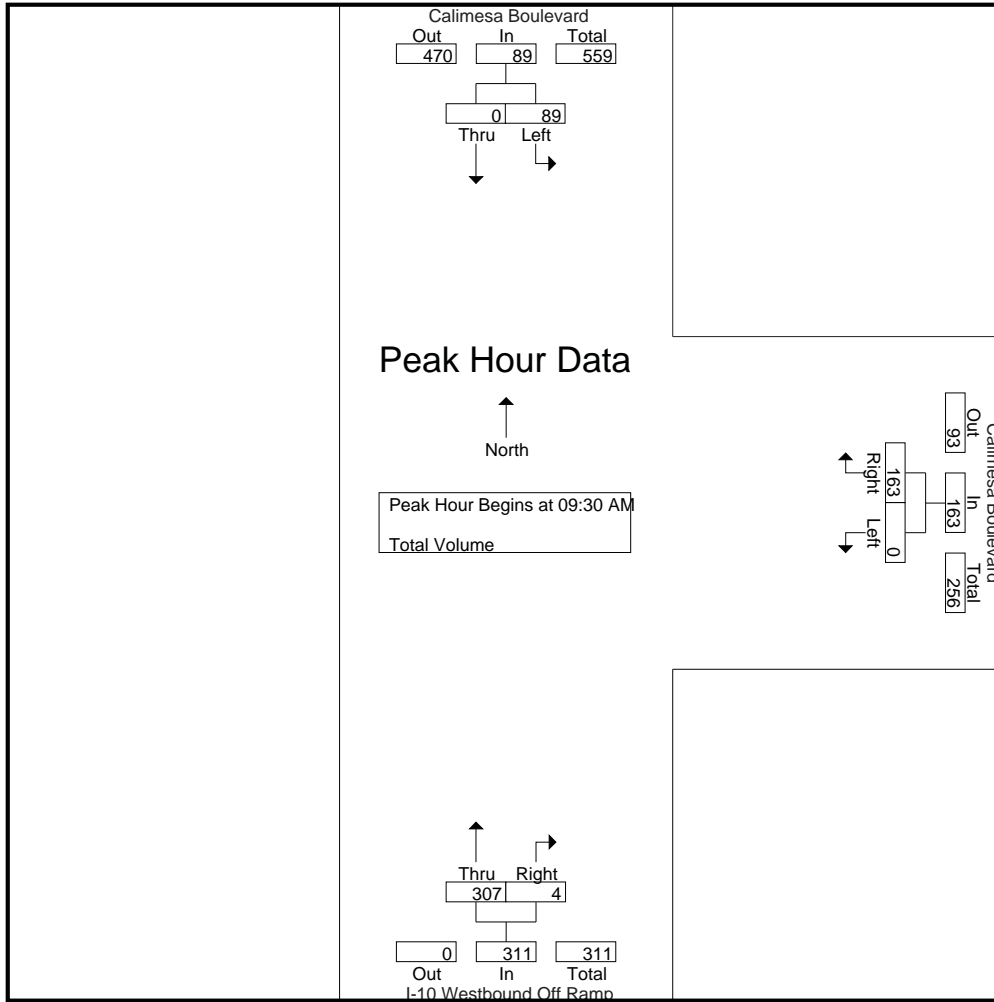 Calimesa Boulevard
Out In Total
470 89 559
0 89
Thru Left
Peak Hour Data
North
Peak Hour Begins at 09:30 AM
Total Volume
Calimesa Boulevard
Out In Total
93 163 256
163 0
Right Left
Thru Right
307 4
0 311 311
Out In Total
I-10 Westbound Off Ramp